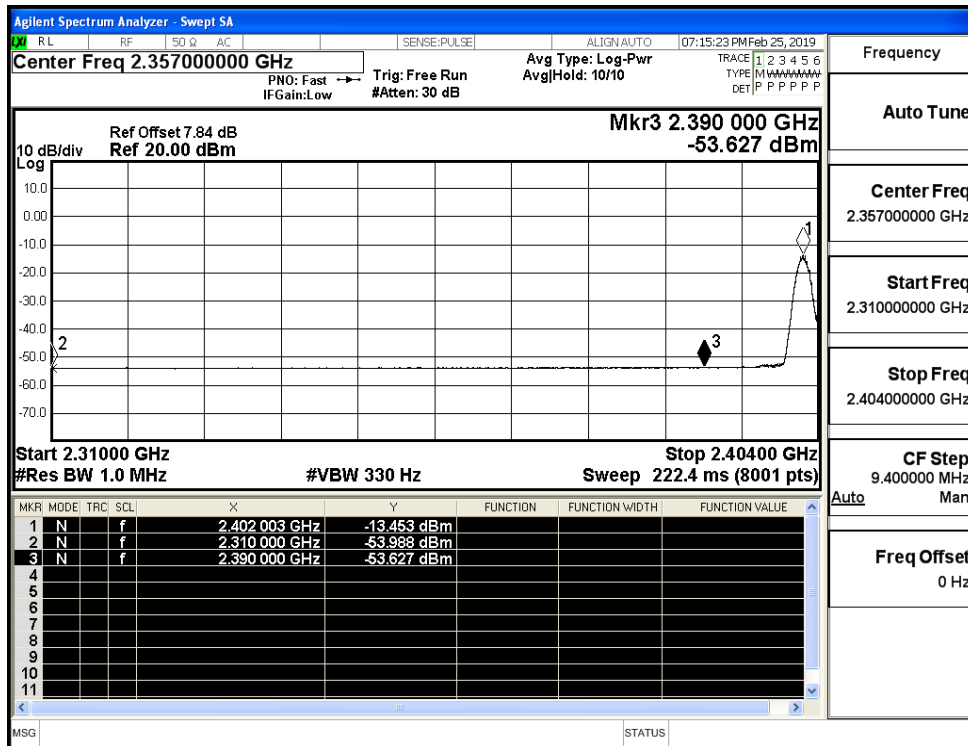 Agilent Spectrum Analyzer - Swept SA
LXI RL RF 50 Ω AC SENSE:PULSE ALIGN AUTO 07:15:23 PM Feb 25, 2019
Center Freq 2.357000000 GHz Avg Type: Log-Pwr TRACE 1 2 3 4 5 6
PNO: Fast Trig: Free Run Avg|Hold: 10/10 TYPE M WWWWW
IFGain:Low #Atten: 30 dB DET P P P P P P
Frequency
Auto Tune
Center Freq
2.357000000 GHz
Start Freq
2.310000000 GHz
Stop Freq
2.404000000 GHz
CF Step
9.400000 MHz
Auto Man
Freq Offset
0 Hz
Mkr3 2.390 000 GHz
Ref Offset 7.84 dB
10 dB/div Ref 20.00 dBm -53.627 dBm
Log
10.0
0.00
-10.0
-20.0
-30.0
-40.0
-50.0
-60.0
-70.0
1
2
3
Start 2.31000 GHz Stop 2.40400 GHz
#Res BW 1.0 MHz #VBW 330 Hz Sweep 222.4 ms (8001 pts)
MKR MODE TRC SCL X Y FUNCTION FUNCTION WIDTH FUNCTION VALUE
1 N f 2.402 003 GHz -13.453 dBm
2 N f 2.310 000 GHz -53.988 dBm
3 N f 2.390 000 GHz -53.627 dBm
4
5
6
7
8
9
10
11
MSG STATUS